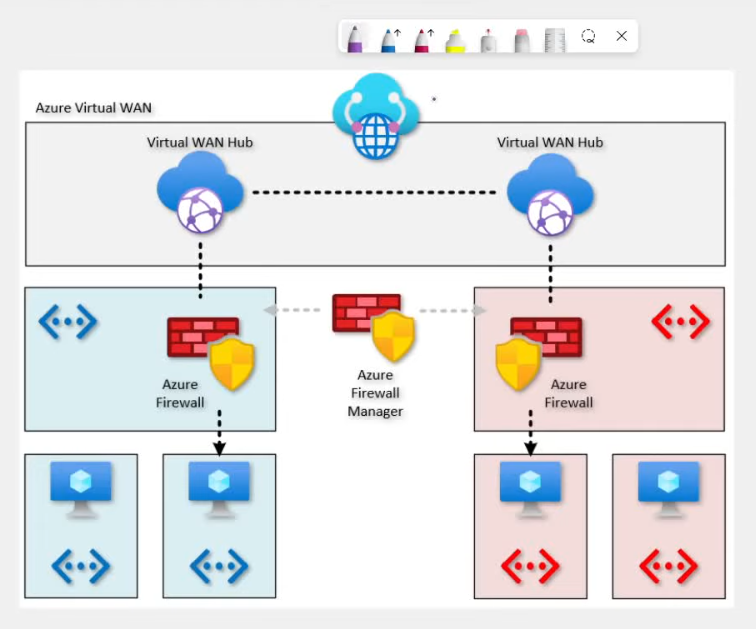 Azure Virtual WAN
Virtual WAN Hub
Virtual WAN Hub
Azure
Firewall
Azure
Firewall
Manager
Azure
Firewall